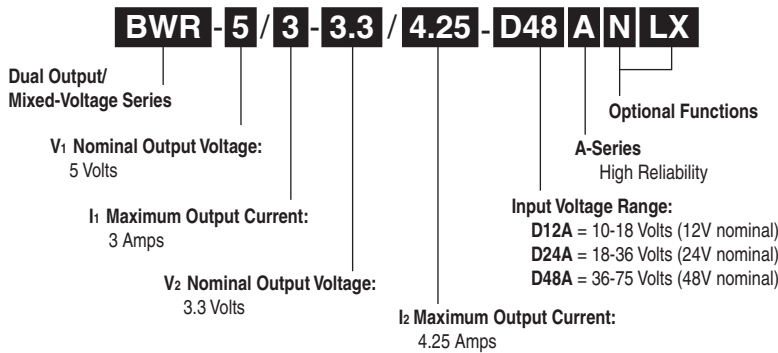 BWR-5/3-3.3/4.25-D48ANLX
Dual Output/
Mixed-Voltage Series
Optional Functions
V1 Nominal Output Voltage:
5 Volts
A-Series
High Reliability
I1 Maximum Output Current:
3 Amps
Input Voltage Range:
D12A = 10-18 Volts (12V nominal)
D24A = 18-36 Volts (24V nominal)
D48A = 36-75 Volts (48V nominal)
V2 Nominal Output Voltage:
3.3 Volts
I2 Maximum Output Current:
4.25 Amps